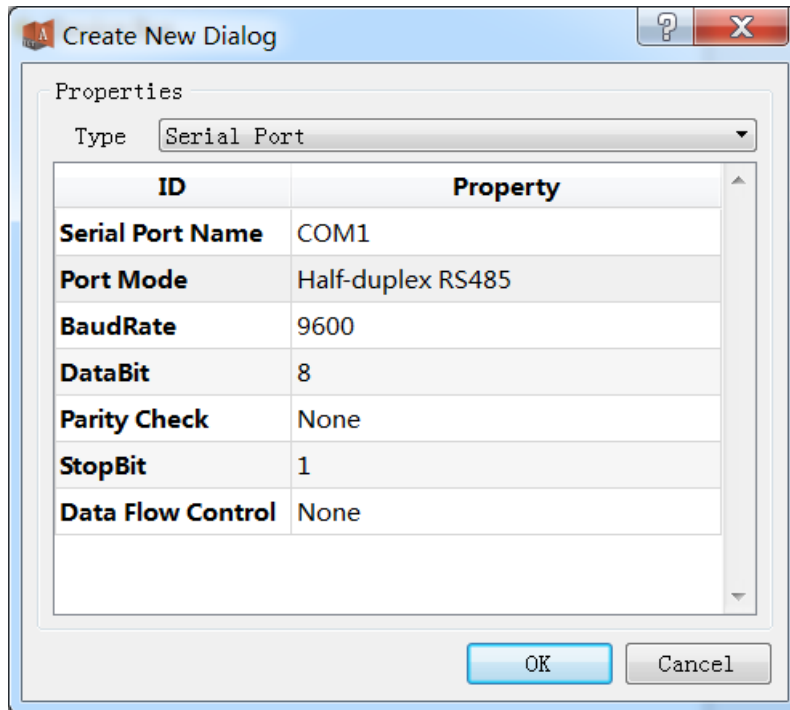 Create New Dialog
Properties
Type Serial Port
ID Property
Serial Port Name COM1
Port Mode Half-duplex RS485
BaudRate 9600
DataBit 8
Parity Check None
StopBit 1
Data Flow Control None
OK Cancel